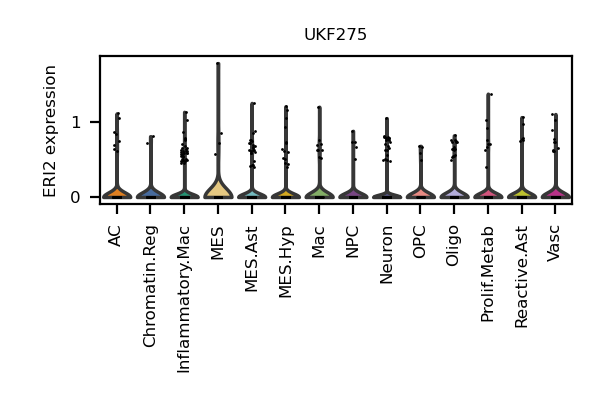 UKF275
ERI2 expression
1
0
AC
Chromatin.Reg
Inflammatory.Mac
MES
MES.Ast
MES.Hyp
Mac
NPC
Neuron
OPC
Oligo
Prolif.Metab
Reactive.Ast
Vasc